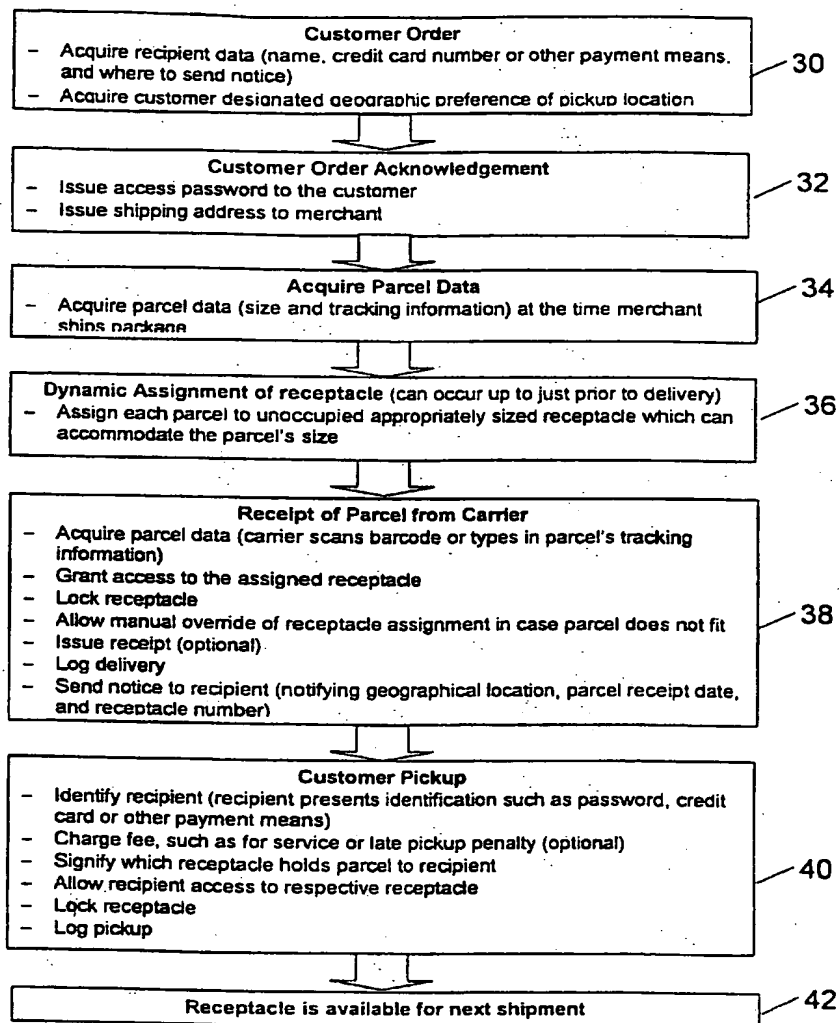 Customer Order
– Acquire recipient data (name, credit card number or other payment means,
and where to send notice)
– Acquire customer designated geographic preference of pickup location
30
Customer Order Acknowledgement
– Issue access password to the customer
– Issue shipping address to merchant
32
Acquire Parcel Data
– Acquire parcel data (size and tracking information) at the time merchant
ships package
34
Dynamic Assignment of receptacle (can occur up to just prior to delivery)
– Assign each parcel to unoccupied appropriately sized receptacle which can
accommodate the parcel's size
36
Receipt of Parcel from Carrier
– Acquire parcel data (carrier scans barcode or types in parcel's tracking
information)
– Grant access to the assigned receptacle
– Lock receptacle
– Allow manual override of receptacle assignment in case parcel does not fit
– Issue receipt (optional)
– Log delivery
– Send notice to recipient (notifying geographical location, parcel receipt date,
and receptacle number)
38
Customer Pickup
– Identify recipient (recipient presents identification such as password, credit
card or other payment means)
– Charge fee, such as for service or late pickup penalty (optional)
– Signify which receptacle holds parcel to recipient
– Allow recipient access to respective receptacle
– Lock receptacle
– Log pickup
40
Receptacle is available for next shipment
42